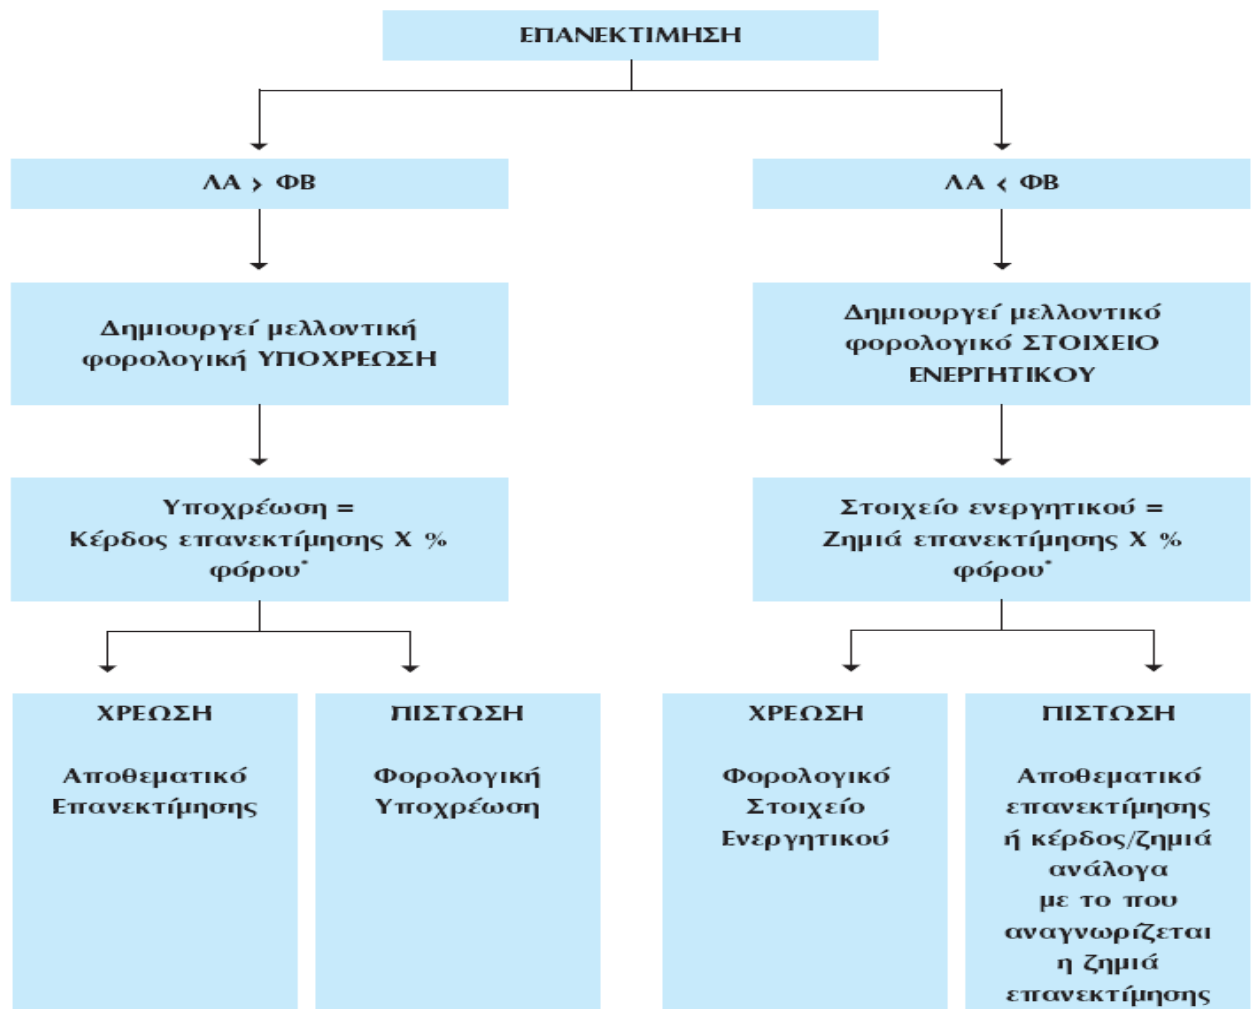 ΕΠΑΝΕΚΤΙΜΗΣΗ
ΛΑ > ΦΒ
ΛΑ < ΦΒ
Δημιουργεί μελλοντική
φορολογική ΥΠΟΧΡΕΩΣΗ
Δημιουργεί μελλοντικό
φορολογικό ΣΤΟΙΧΕΙΟ
ΕΝΕΡΓΗΤΙΚΟΥ
Υποχρέωση =
Κέρδος επανεκτίμησης Χ %
φόρου*
Στοιχείο ενεργητικού =
Ζημιά επανεκτίμησης Χ %
φόρου*
ΧΡΕΩΣΗ
Αποθεματικό
Επανεκτίμησης
ΠΙΣΤΩΣΗ
Φορολογική
Υποχρέωση
ΧΡΕΩΣΗ
Φορολογικό
Στοιχείο
Ενεργητικού
ΠΙΣΤΩΣΗ
Αποθεματικό
επανεκτίμησης
ή κέρδος/ζημιά
ανάλογα
με το που
αναγνωρίζεται
η ζημιά
επανεκτίμησης